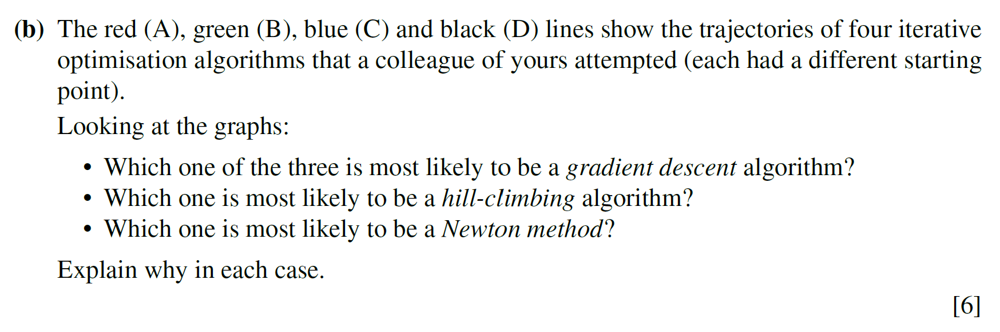 (b) The red (A), green (B), blue (C) and black (D) lines show the trajectories of four iterative
optimisation algorithms that a colleague of yours attempted (each had a different starting
point).
Looking at the graphs:
• Which one of the three is most likely to be a gradient descent algorithm?
• Which one is most likely to be a hill-climbing algorithm?
• Which one is most likely to be a Newton method?
Explain why in each case.
[6]